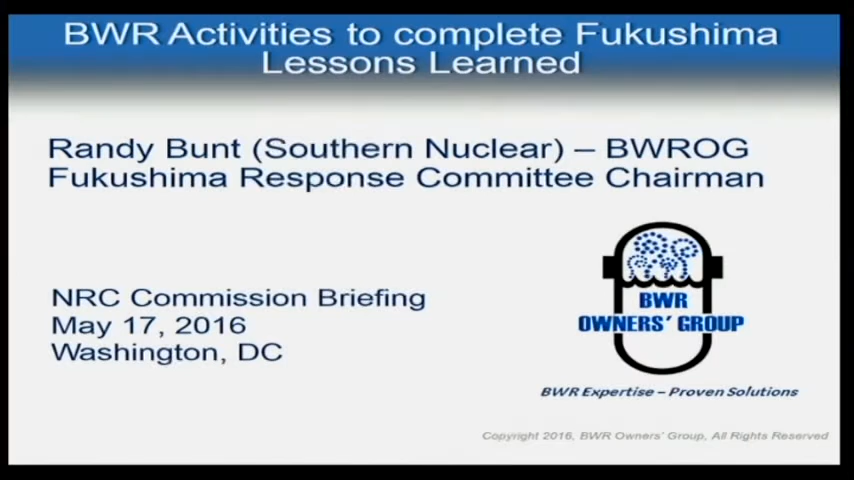 BWR Activities to complete Fukushima
Lessons Learned
Randy Bunt (Southern Nuclear) – BWROG
Fukushima Response Committee Chairman
NRC Commission Briefing
May 17, 2016
Washington, DC
BWR
OWNERS' GROUP
BWR Expertise – Proven Solutions
Copyright 2016, BWR Owners' Group, All Rights Reserved